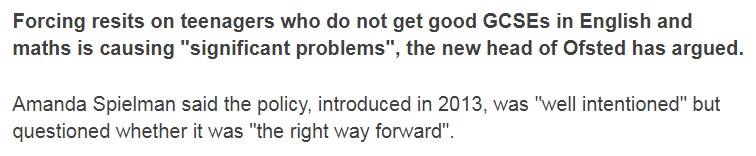 Forcing resits on teenagers who do not get good GCSEs in English and
maths is causing "significant problems", the new head of Ofsted has argued.
Amanda Spielman said the policy, introduced in 2013, was "well intentioned" but
questioned whether it was "the right way forward".